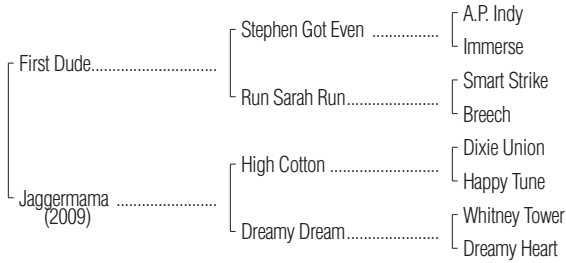 First Dude.............................
Stephen Got Even ................
A.P. Indy
Immerse
Run Sarah Run......................
Smart Strike
Breech
Jaggermama ........................
(2009)
High Cotton .........................
Dixie Union
Happy Tune
Dreamy Dream......................
Whitney Tower
Dreamy Heart